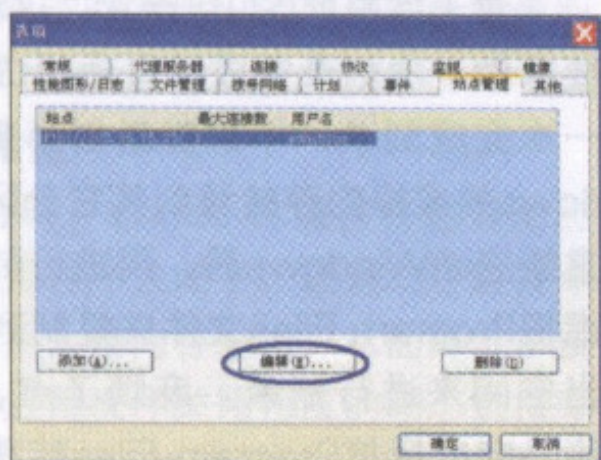 选项
常规 代理服务器 连接 协议 监视 镜像
性能图形/日志 文件管理 拨号网络 计划 事件 站点管理 其他
站点 最大连接数 用户名
添加(A)... 编辑(E)... 删除(D)
确定 取消